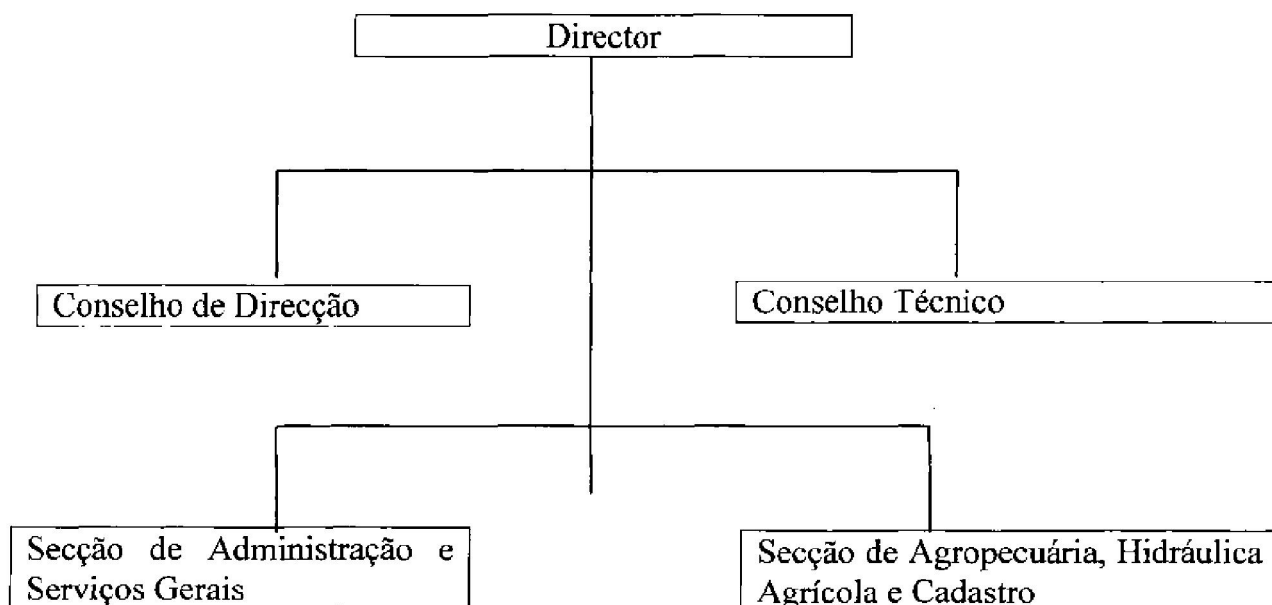 Director
Conselho de Direcção
Conselho Técnico
Secção de Administração e
Serviços Gerais
Secção de Agropecuária, Hidráulica
Agrícola e Cadastro